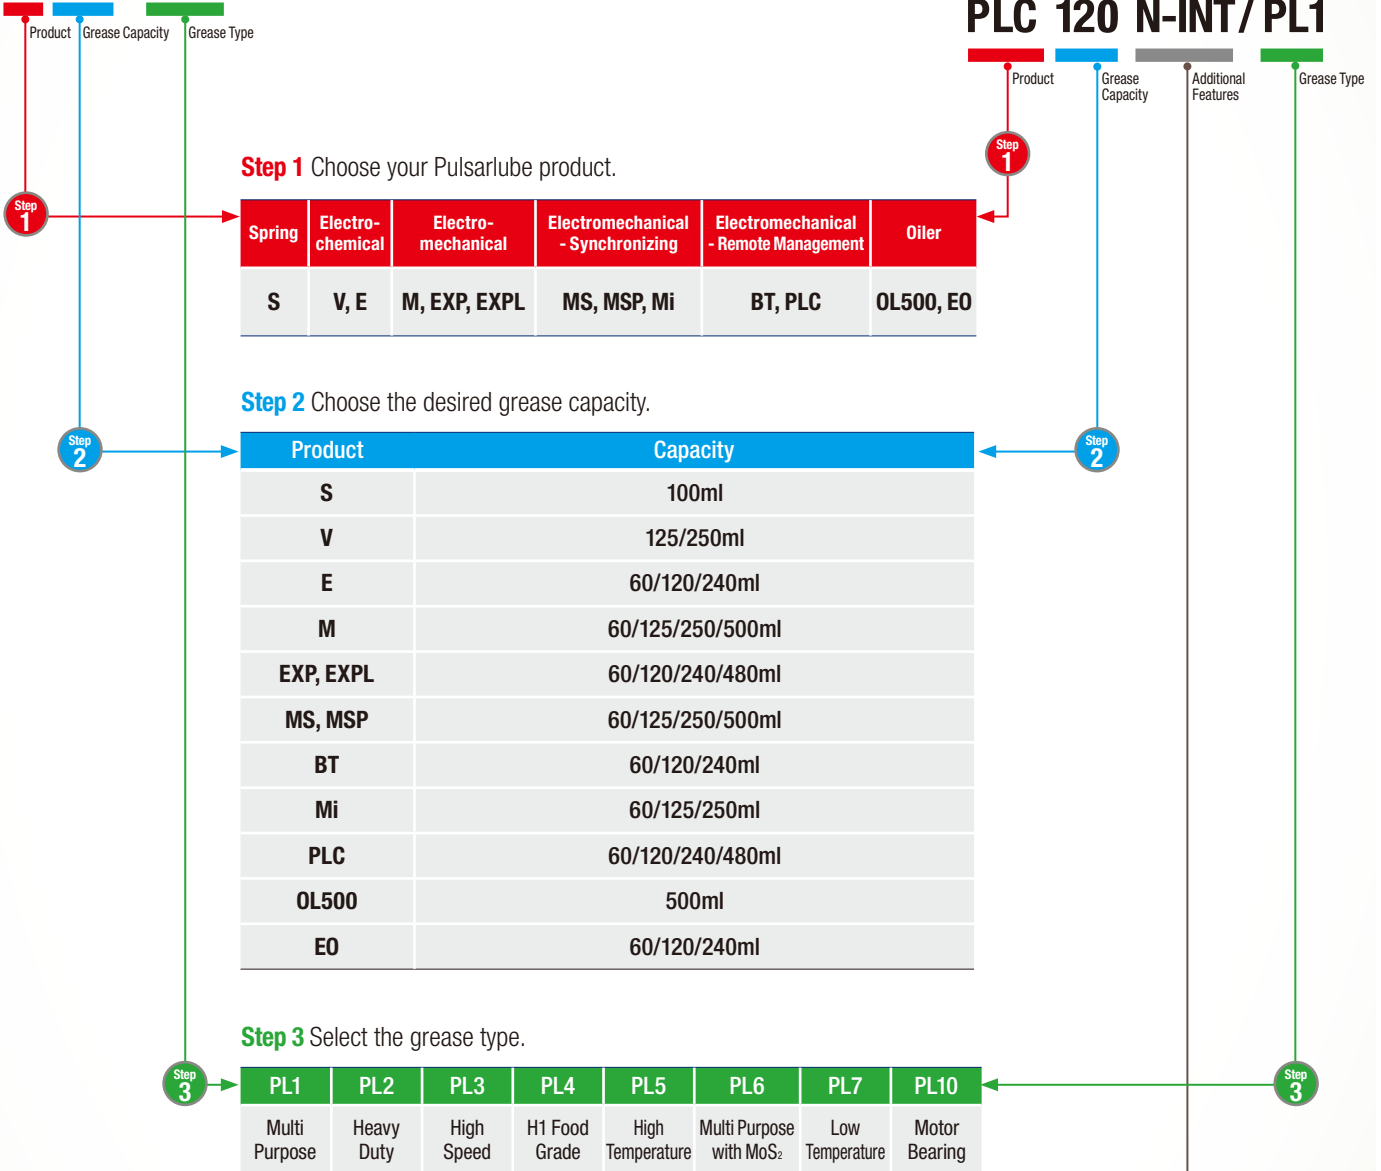 PLC 120 N-INT / PL1
Product Grease Capacity Grease Type
Product Grease Capacity Additional Features Grease Type
Step 1
Step 1 Choose your Pulsarlube product.
Step 1
Spring Electro-chemical Electro-mechanical Electromechanical - Synchronizing Electromechanical - Remote Management Oiler
S V, E M, EXP, EXPL MS, MSP, Mi BT, PLC OL500, EO
Step 2 Choose the desired grease capacity.
Step 2
Product Capacity
Step 2
S 100ml
V 125/250ml
E 60/120/240ml
M 60/125/250/500ml
EXP, EXPL 60/120/240/480ml
MS, MSP 60/125/250/500ml
BT 60/120/240ml
Mi 60/125/250ml
PLC 60/120/240/480ml
OL500 500ml
EO 60/120/240ml
Step 3 Select the grease type.
Step 3
PL1 PL2 PL3 PL4 PL5 PL6 PL7 PL10
Step 3
Multi Heavy High H1 Food High Multi Purpose Low Motor
Purpose Duty Speed Grade Temperature with MoS₂ Temperature Bearing